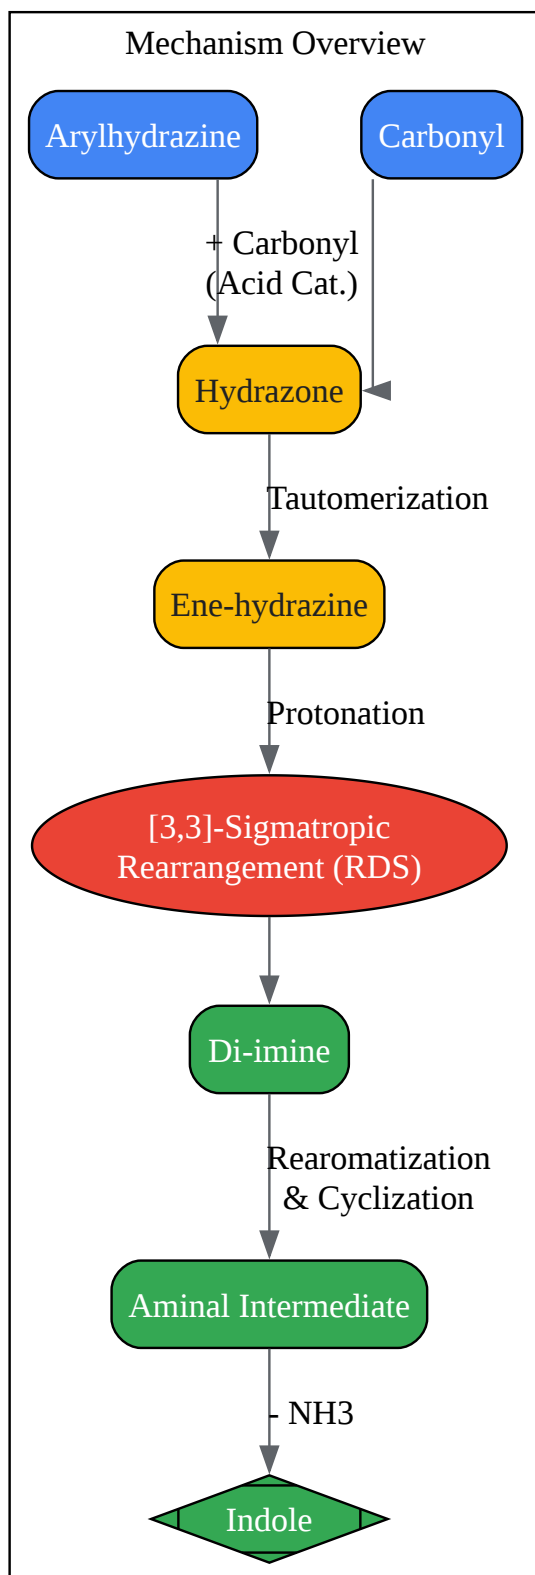 Mechanism Overview
Arylhydrazine
Carbonyl
+ Carbonyl
(Acid Cat.)
Hydrazone
Tautomerization
Ene-hydrazine
Protonation
[3,3]-Sigmatropic
Rearrangement (RDS)
Di-imine
Rearomatization
& Cyclization
Aminal Intermediate
- NH3
Indole